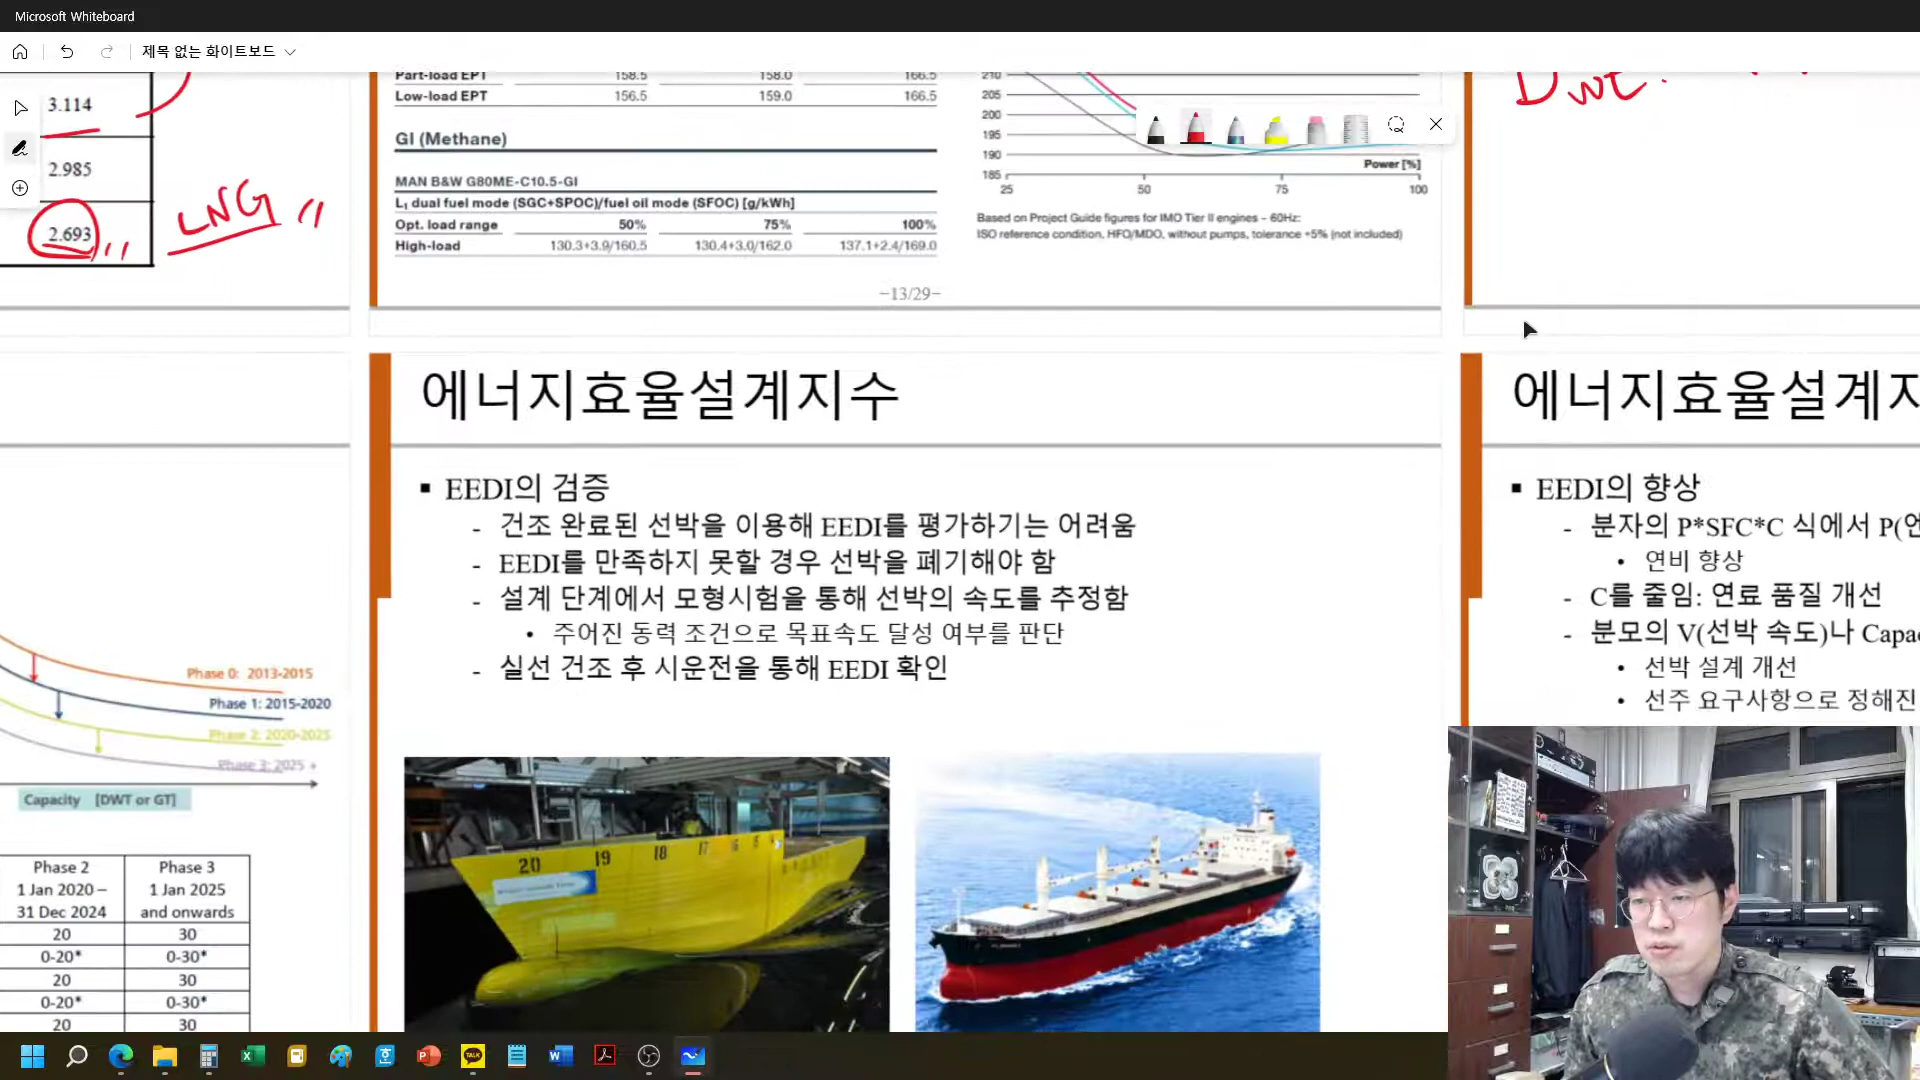 Microsoft Whiteboard
제목 없는 화이트보드
3.114
2.985
2.693
LNG
Part-load EPT 158.5 158.0 166.5
Low-load EPT 156.5 159.0 166.5
GI (Methane)
MAN B&W G80ME-C10.5-GI
L₁ dual fuel mode (SGC+SPOC)/fuel oil mode (SFOC) [g/kWh]
Opt. load range 50% 75% 100%
High-load 130.3+3.9/160.5 130.4+3.0/162.0 137.1+2.4/169.0
-13/29-
210
205
200
195
190
185
25 50 75 100
Power [%]
Based on Project Guide figures for IMO Tier II engines – 60Hz:
ISO reference condition, HFO/MDO, without pumps, tolerance +5% (not included)
Dwt.
에너지효율설계지수
▪ EEDI의 검증
- 건조 완료된 선박을 이용해 EEDI를 평가하기는 어려움
- EEDI를 만족하지 못할 경우 선박을 폐기해야 함
- 설계 단계에서 모형시험을 통해 선박의 속도를 추정함
• 주어진 동력 조건으로 목표속도 달성 여부를 판단
- 실선 건조 후 시운전을 통해 EEDI 확인
20 19 18 17 16
에너지효율설계지
▪ EEDI의 향상
- 분자의 P*SFC*C 식에서 P(엔
• 연비 향상
- C를 줄임: 연료 품질 개선
- 분모의 V(선박 속도)나 Capac
• 선박 설계 개선
• 선주 요구사항으로 정해진
Phase 0: 2013-2015
Phase 1: 2015-2020
Phase 2: 2020-2025
Phase 3: 2025 +
Capacity [DWT or GT]
Phase 2 Phase 3
1 Jan 2020 – 1 Jan 2025
31 Dec 2024 and onwards
20 30
0-20* 0-30*
20 30
0-20* 0-30*
20 30